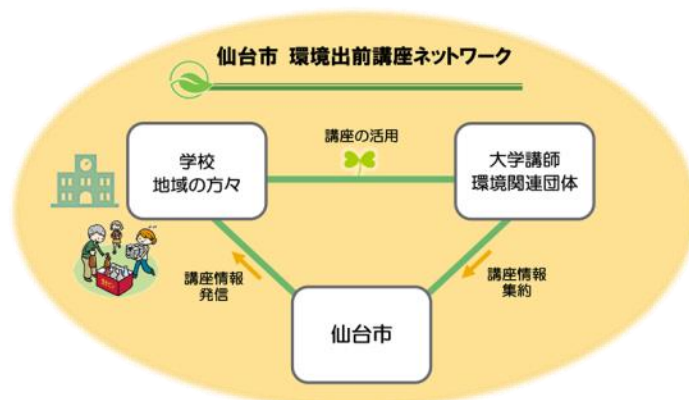 仙台市 環境出前講座ネットワーク
学校
地域の方々
講座の活用
大学講師
環境関連団体
講座情報
発信
講座情報
集約
仙台市